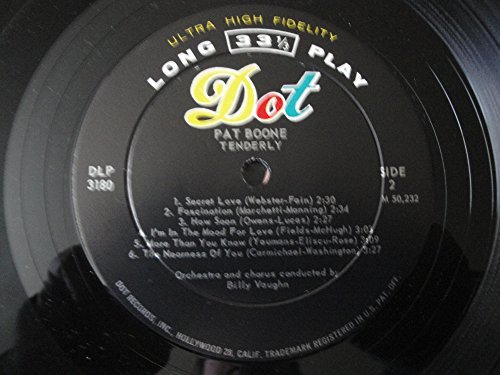 ULTRA HIGH FIDELITY
LONG 33⅓ PLAY
Dot
PAT BOONE
TENDERLY
DLP
3180
SIDE
2
M 50,232
1. Secret Love (Webster-Fain) 2:30
2. Fascination (Marchetti-Manning) 2:34
3. How Soon (Owens-Lucas) 2:27
4. I'm In The Mood For Love (Fields-McHugh) 3:03
5. More Than You Know (Youmans-Eliscu-Rose) 3:09
6. The Nearness Of You (Carmichael-Washington) 3:27
Orchestra and chorus conducted by
Billy Vaughn
DOT RECORDS, INC., HOLLYWOOD 28, CALIF. TRADEMARK REGISTERED IN U.S. PAT. OFF.